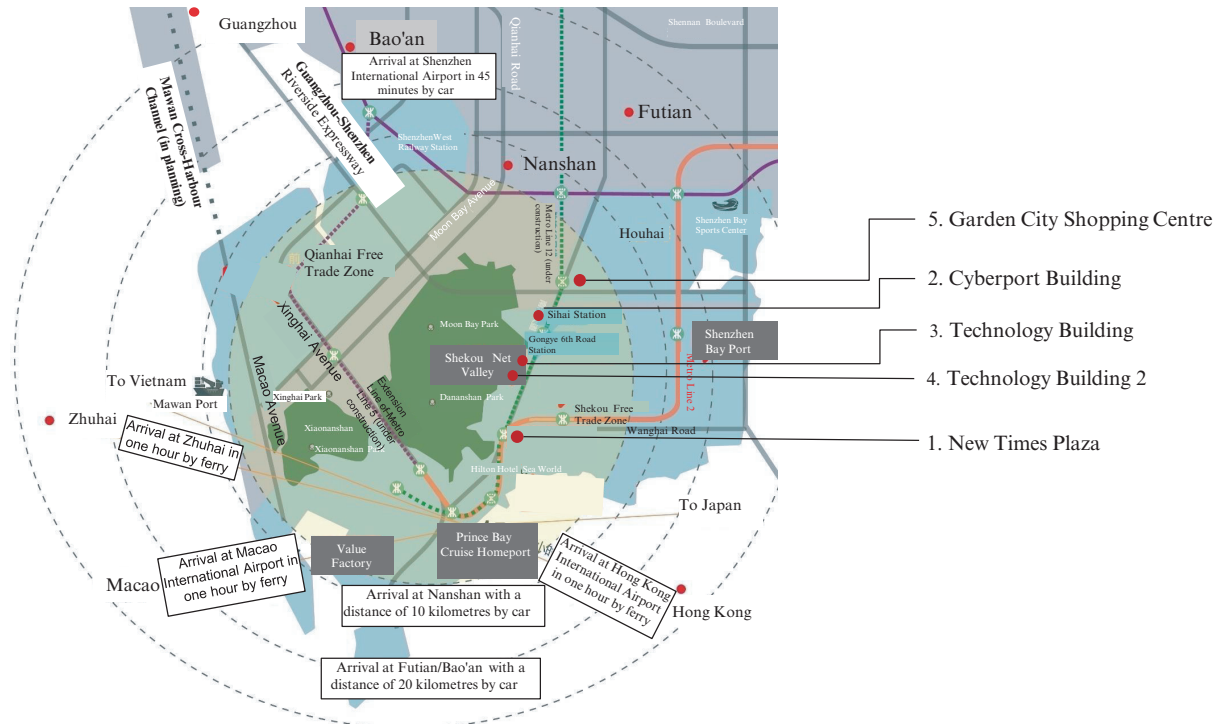 Guangzhou
Bao'an
Arrival at Shenzhen
International Airport in 45
minutes by car
Qianhai Road
Shennan Boulevard
Mawan Cross-Harbour
Channel (in planning)
Guangzhou-Shenzhen
Riverside Expressway
Futian
ShenzhenWest
Railway Station
Nanshan
Moon Bay Avenue
Metro Line 12 (under
construction)
Shenzhen Bay
Sports Center
Houhai
5. Garden City Shopping Centre
Qianhai Free
Trade Zone
2. Cyberport Building
Xinghai Avenue
Moon Bay Park
Sihai Station
Gongye 6th Road
Station
Shenzhen
Bay Port
3. Technology Building
Shekou Net
Valley
Metro Line 2
4. Technology Building 2
To Vietnam
Mawan Port
Macao Avenue
Xinghai Park
Extension
Line of Metro
Line 5 (under
construction)
Dananshan Park
Shekou Free
Trade Zone
Zhuhai
Arrival at Zhuhai in
one hour by ferry
Xiaonanshan
Xiaonanshan Park
Wanghai Road
1. New Times Plaza
Hilton Hotel
Sea World
To Japan
Value
Factory
Prince Bay
Cruise Homeport
Macao
Arrival at Macao
International Airport in
one hour by ferry
Arrival at Hong Kong
International Airport
in one hour by ferry
Hong Kong
Arrival at Nanshan with a
distance of 10 kilometres by car
Arrival at Futian/Bao'an with a
distance of 20 kilometres by car